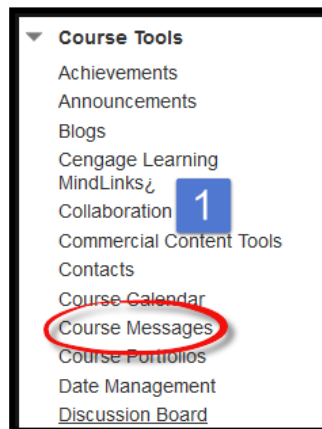 Course Tools
Achievements
Announcements
Blogs
Cengage Learning
MindLinks¿
Collaboration
1
Commercial Content Tools
Contacts
Course Calendar
Course Messages
Course Portfolios
Date Management
Discussion Board